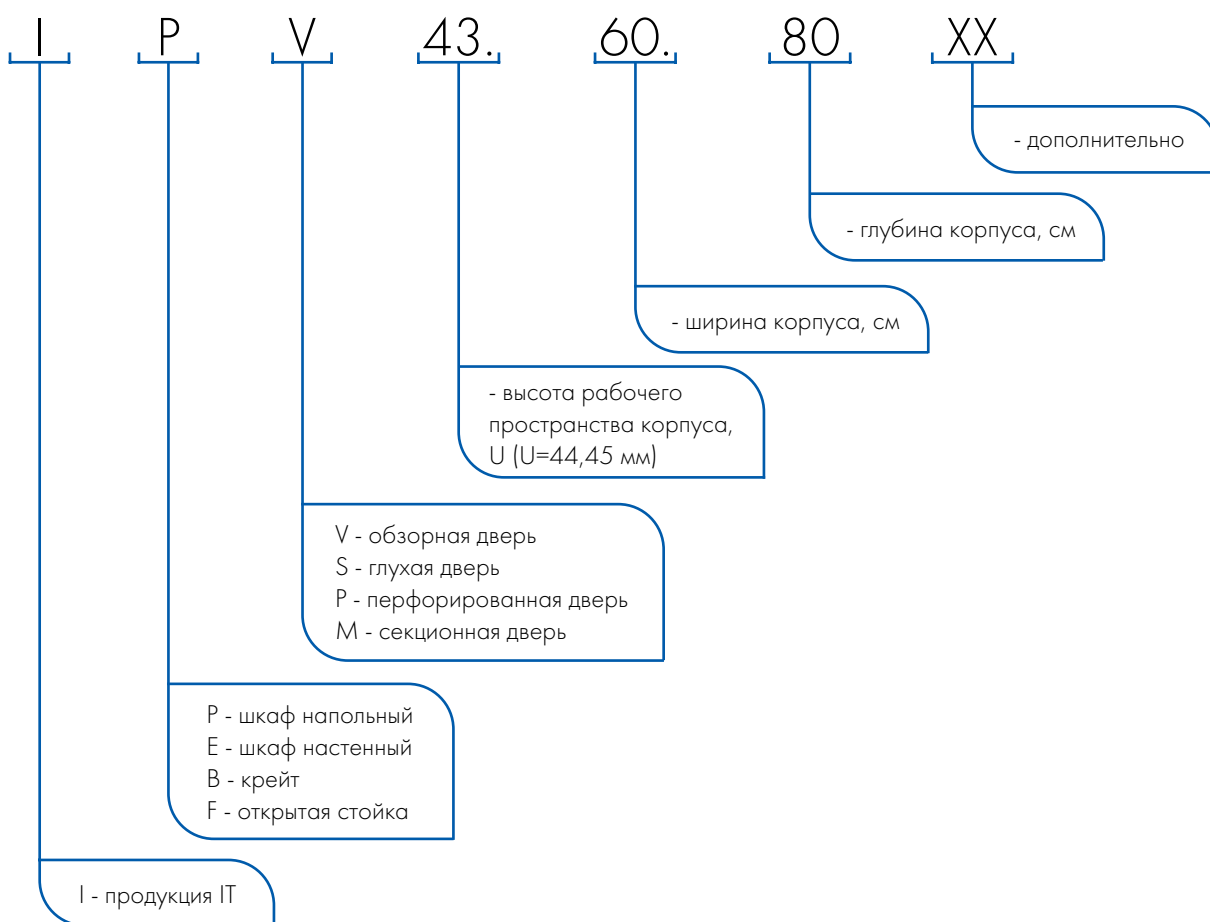 I P V 43. 60. 80 XX
- дополнительно
- глубина корпуса, см
- ширина корпуса, см
- высота рабочего
пространства корпуса,
U (U=44,45 мм)
V - обзорная дверь
S - глухая дверь
P - перфорированная дверь
M - секционная дверь
P - шкаф напольный
E - шкаф настенный
B - крейт
F - открытая стойка
I - продукция IT